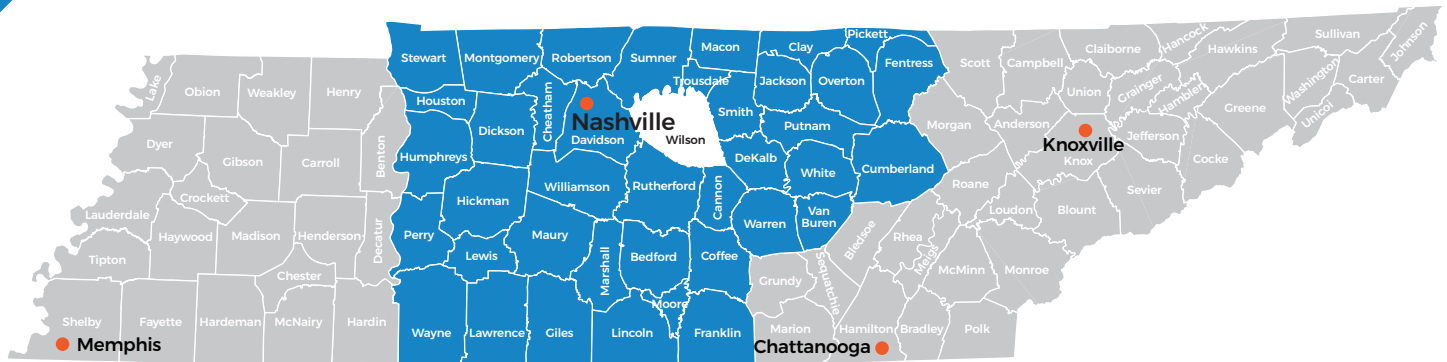 Stewart
Montgomery
Robertson
Sumner
Macon
Clay
Pickett
Fentress
Scott
Campbell
Claiborne
Hancock
Hawkins
Sullivan
Johnson
Lake
Obion
Weakley
Henry
Houston
Cheatham
Trousdale
Jackson
Overton
Union
Grainger
Hamblen
Washington
Carter
Unicol
Greene
Dickson
Nashville
Davidson
Wilson
Smith
Putnam
Morgan
Anderson
Knoxville
Knox
Jefferson
Cocke
Dyer
Gibson
Carroll
Benton
Humphreys
Williamson
Rutherford
Cannon
DeKalb
White
Cumberland
Roane
Loudon
Blount
Sevier
Lauderdale
Crockett
Haywood
Madison
Henderson
Decatur
Perry
Hickman
Lewis
Maury
Marshall
Bedford
Coffee
Warren
Van
Buren
Bledsoe
Rhea
Meigs
McMinn
Monroe
Tipton
Chester
Moore
Grundy
Sequatchie
Shelby
Memphis
Fayette
Hardeman
McNairy
Hardin
Wayne
Lawrence
Giles
Lincoln
Franklin
Marion
Chattanooga
Hamilton
Bradley
Polk